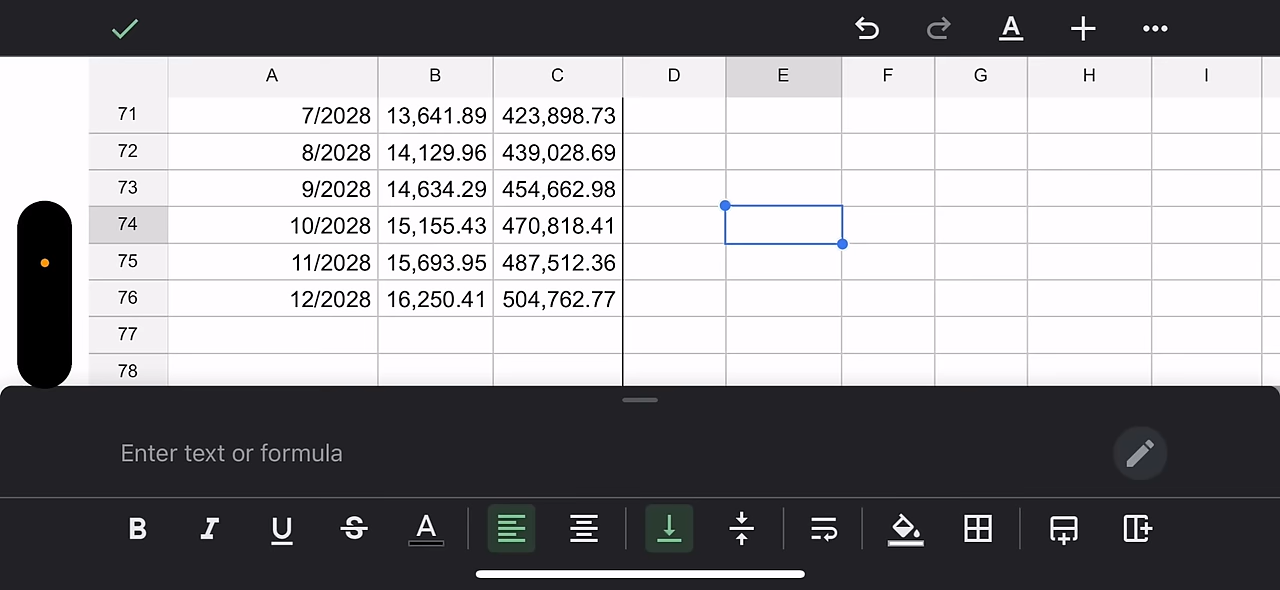 A B C D E F G H I
71 7/2028 13,641.89 423,898.73
72 8/2028 14,129.96 439,028.69
73 9/2028 14,634.29 454,662.98
74 10/2028 15,155.43 470,818.41
75 11/2028 15,693.95 487,512.36
76 12/2028 16,250.41 504,762.77
77
78
Enter text or formula
B I U S A